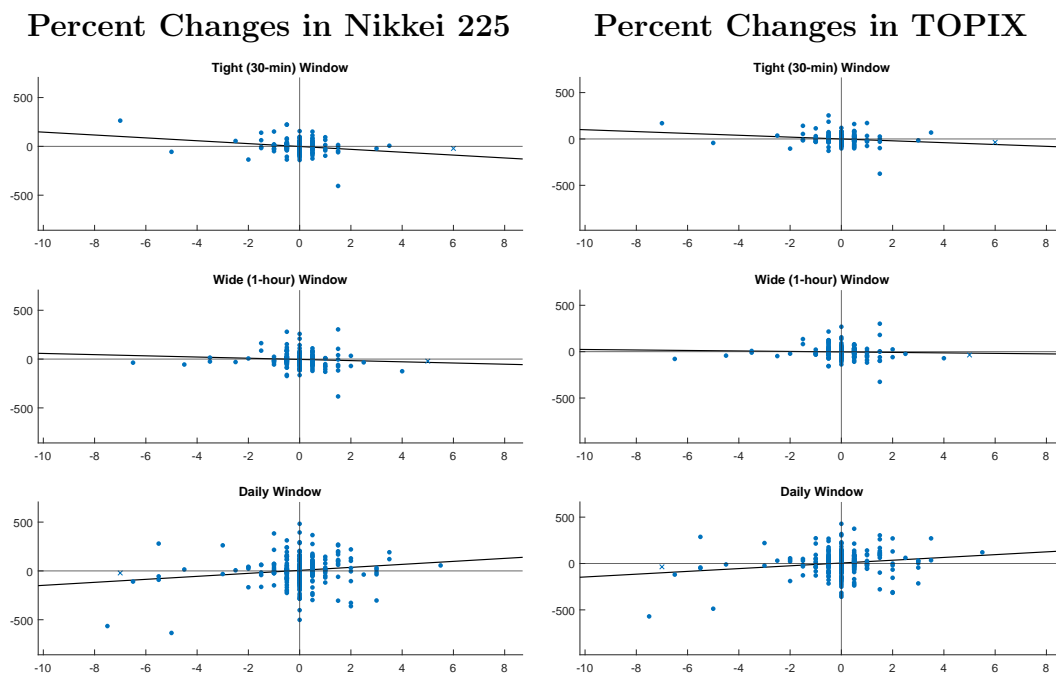 Percent Changes in Nikkei 225
Percent Changes in TOPIX
Tight (30-min) Window
500
0
-500
-10 -8 -6 -4 -2 0 2 4 6 8
Tight (30-min) Window
500
0
-500
-10 -8 -6 -4 -2 0 2 4 6 8
Wide (1-hour) Window
500
0
-500
-10 -8 -6 -4 -2 0 2 4 6 8
Wide (1-hour) Window
500
0
-500
-10 -8 -6 -4 -2 0 2 4 6 8
Daily Window
500
0
-500
-10 -8 -6 -4 -2 0 2 4 6 8
Daily Window
500
0
-500
-10 -8 -6 -4 -2 0 2 4 6 8